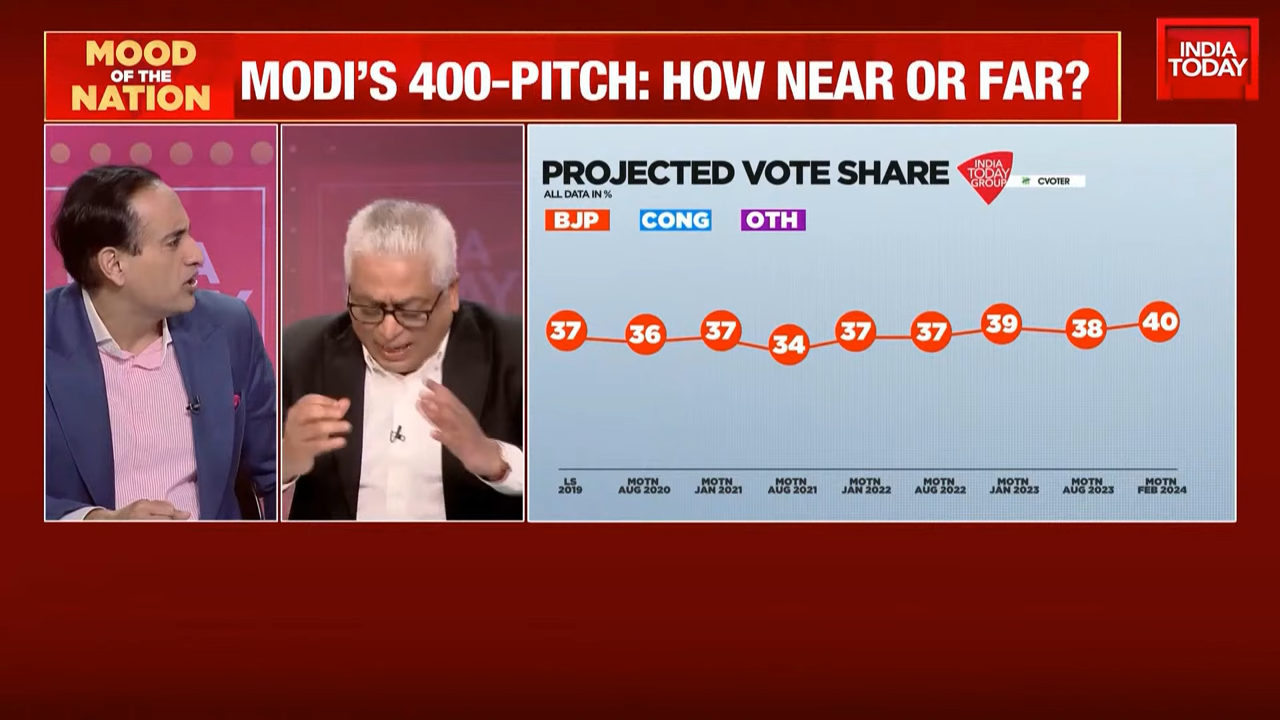 MOOD
OF THE
NATION
MODI'S 400-PITCH: HOW NEAR OR FAR?
INDIA
TODAY
PROJECTED VOTE SHARE
INDIA
TODAY
GROUP
CVOTER
ALL DATA IN %
BJP CONG OTH
37 36 37 34 37 37 39 38 40
LS
2019
MOTN
AUG 2020
MOTN
JAN 2021
MOTN
AUG 2021
MOTN
JAN 2022
MOTN
AUG 2022
MOTN
JAN 2023
MOTN
AUG 2023
MOTN
FEB 2024